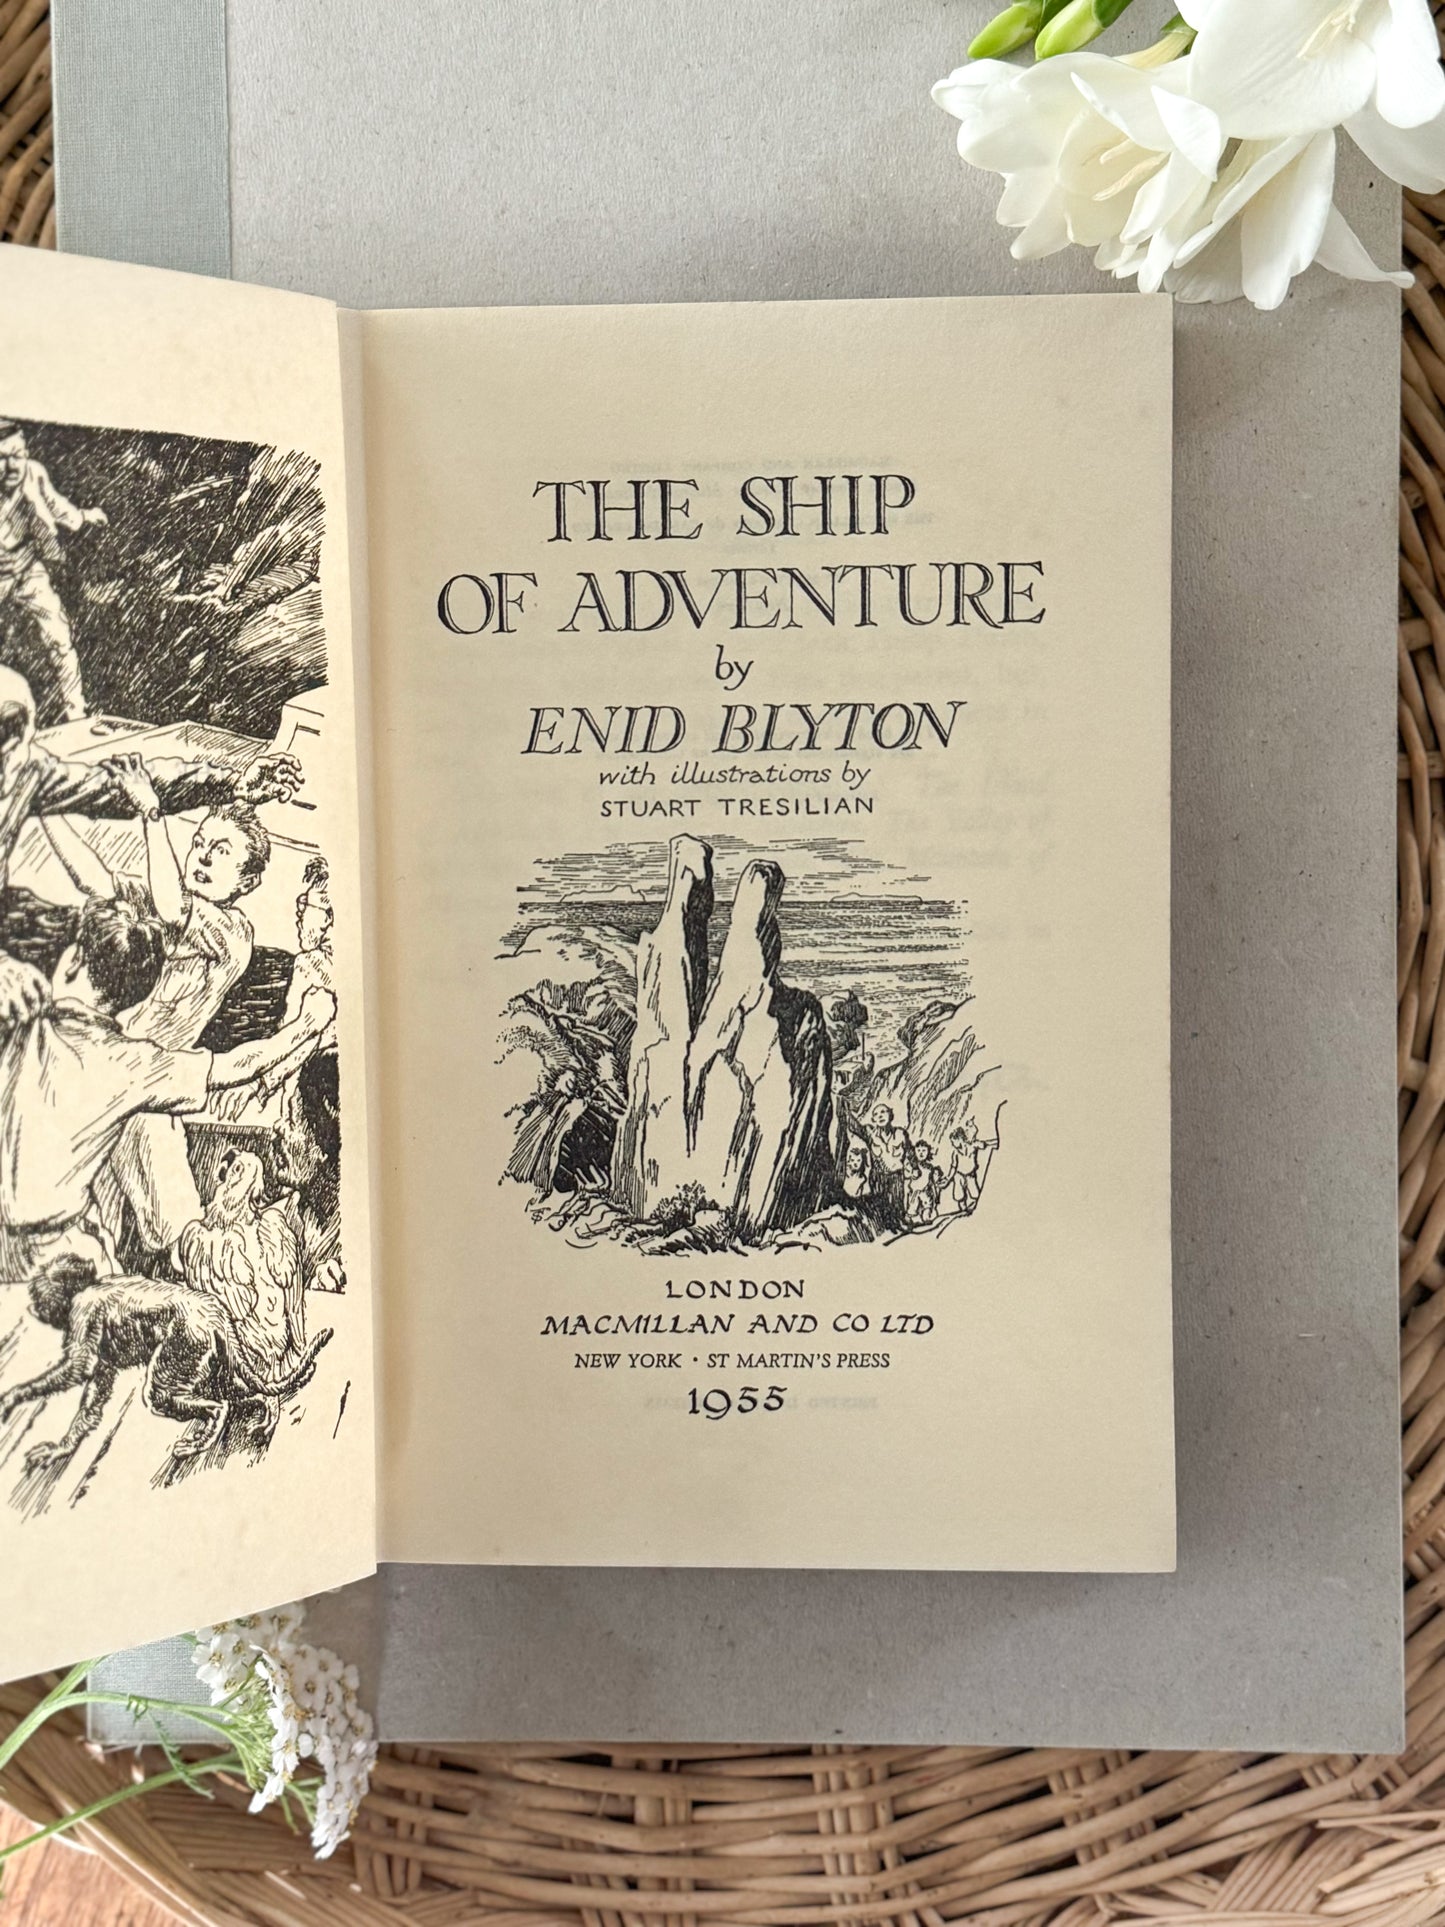 THE SHIP
OF ADVENTURE
by
ENID BLYTON
with illustrations by
STUART TRESILIAN
LONDON
MACMILLAN AND CO LTD
NEW YORK · ST MARTIN'S PRESS
1955